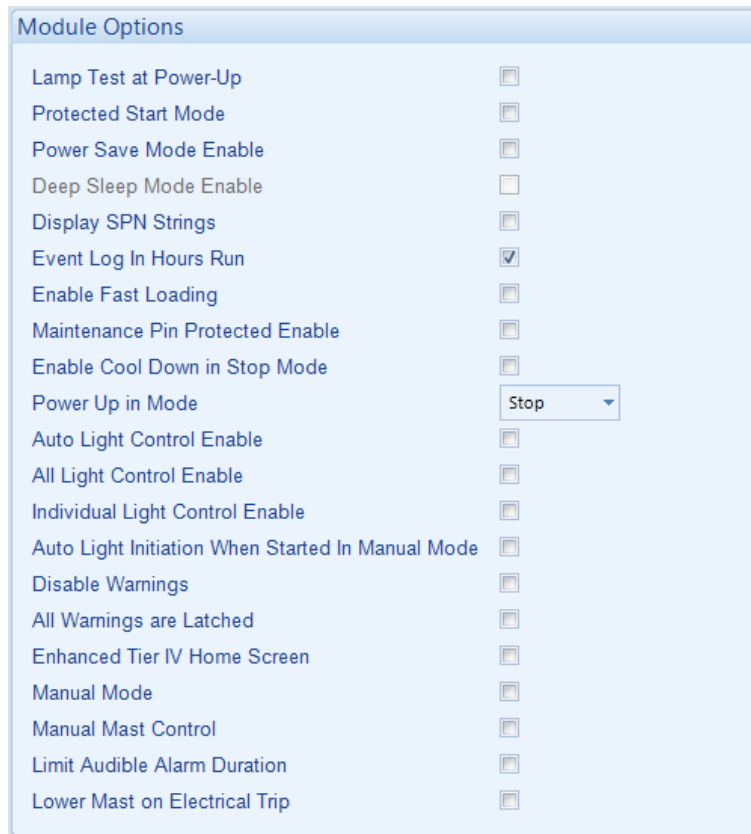 Module Options
Lamp Test at Power-Up
Protected Start Mode
Power Save Mode Enable
Deep Sleep Mode Enable
Display SPN Strings
Event Log In Hours Run
Enable Fast Loading
Maintenance Pin Protected Enable
Enable Cool Down in Stop Mode
Power Up in Mode Stop
Auto Light Control Enable
All Light Control Enable
Individual Light Control Enable
Auto Light Initiation When Started In Manual Mode
Disable Warnings
All Warnings are Latched
Enhanced Tier IV Home Screen
Manual Mode
Manual Mast Control
Limit Audible Alarm Duration
Lower Mast on Electrical Trip